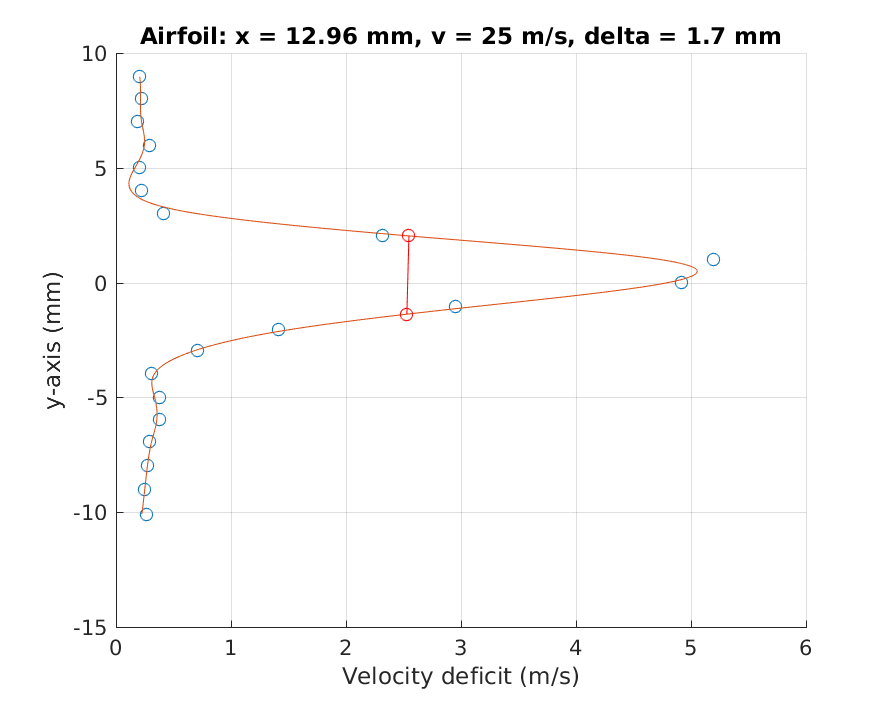 Airfoil: x = 12.96 mm, v = 25 m/s, delta = 1.7 mm
10
5
0
-5
-10
-15
y-axis (mm)
0 1 2 3 4 5 6
Velocity deficit (m/s)